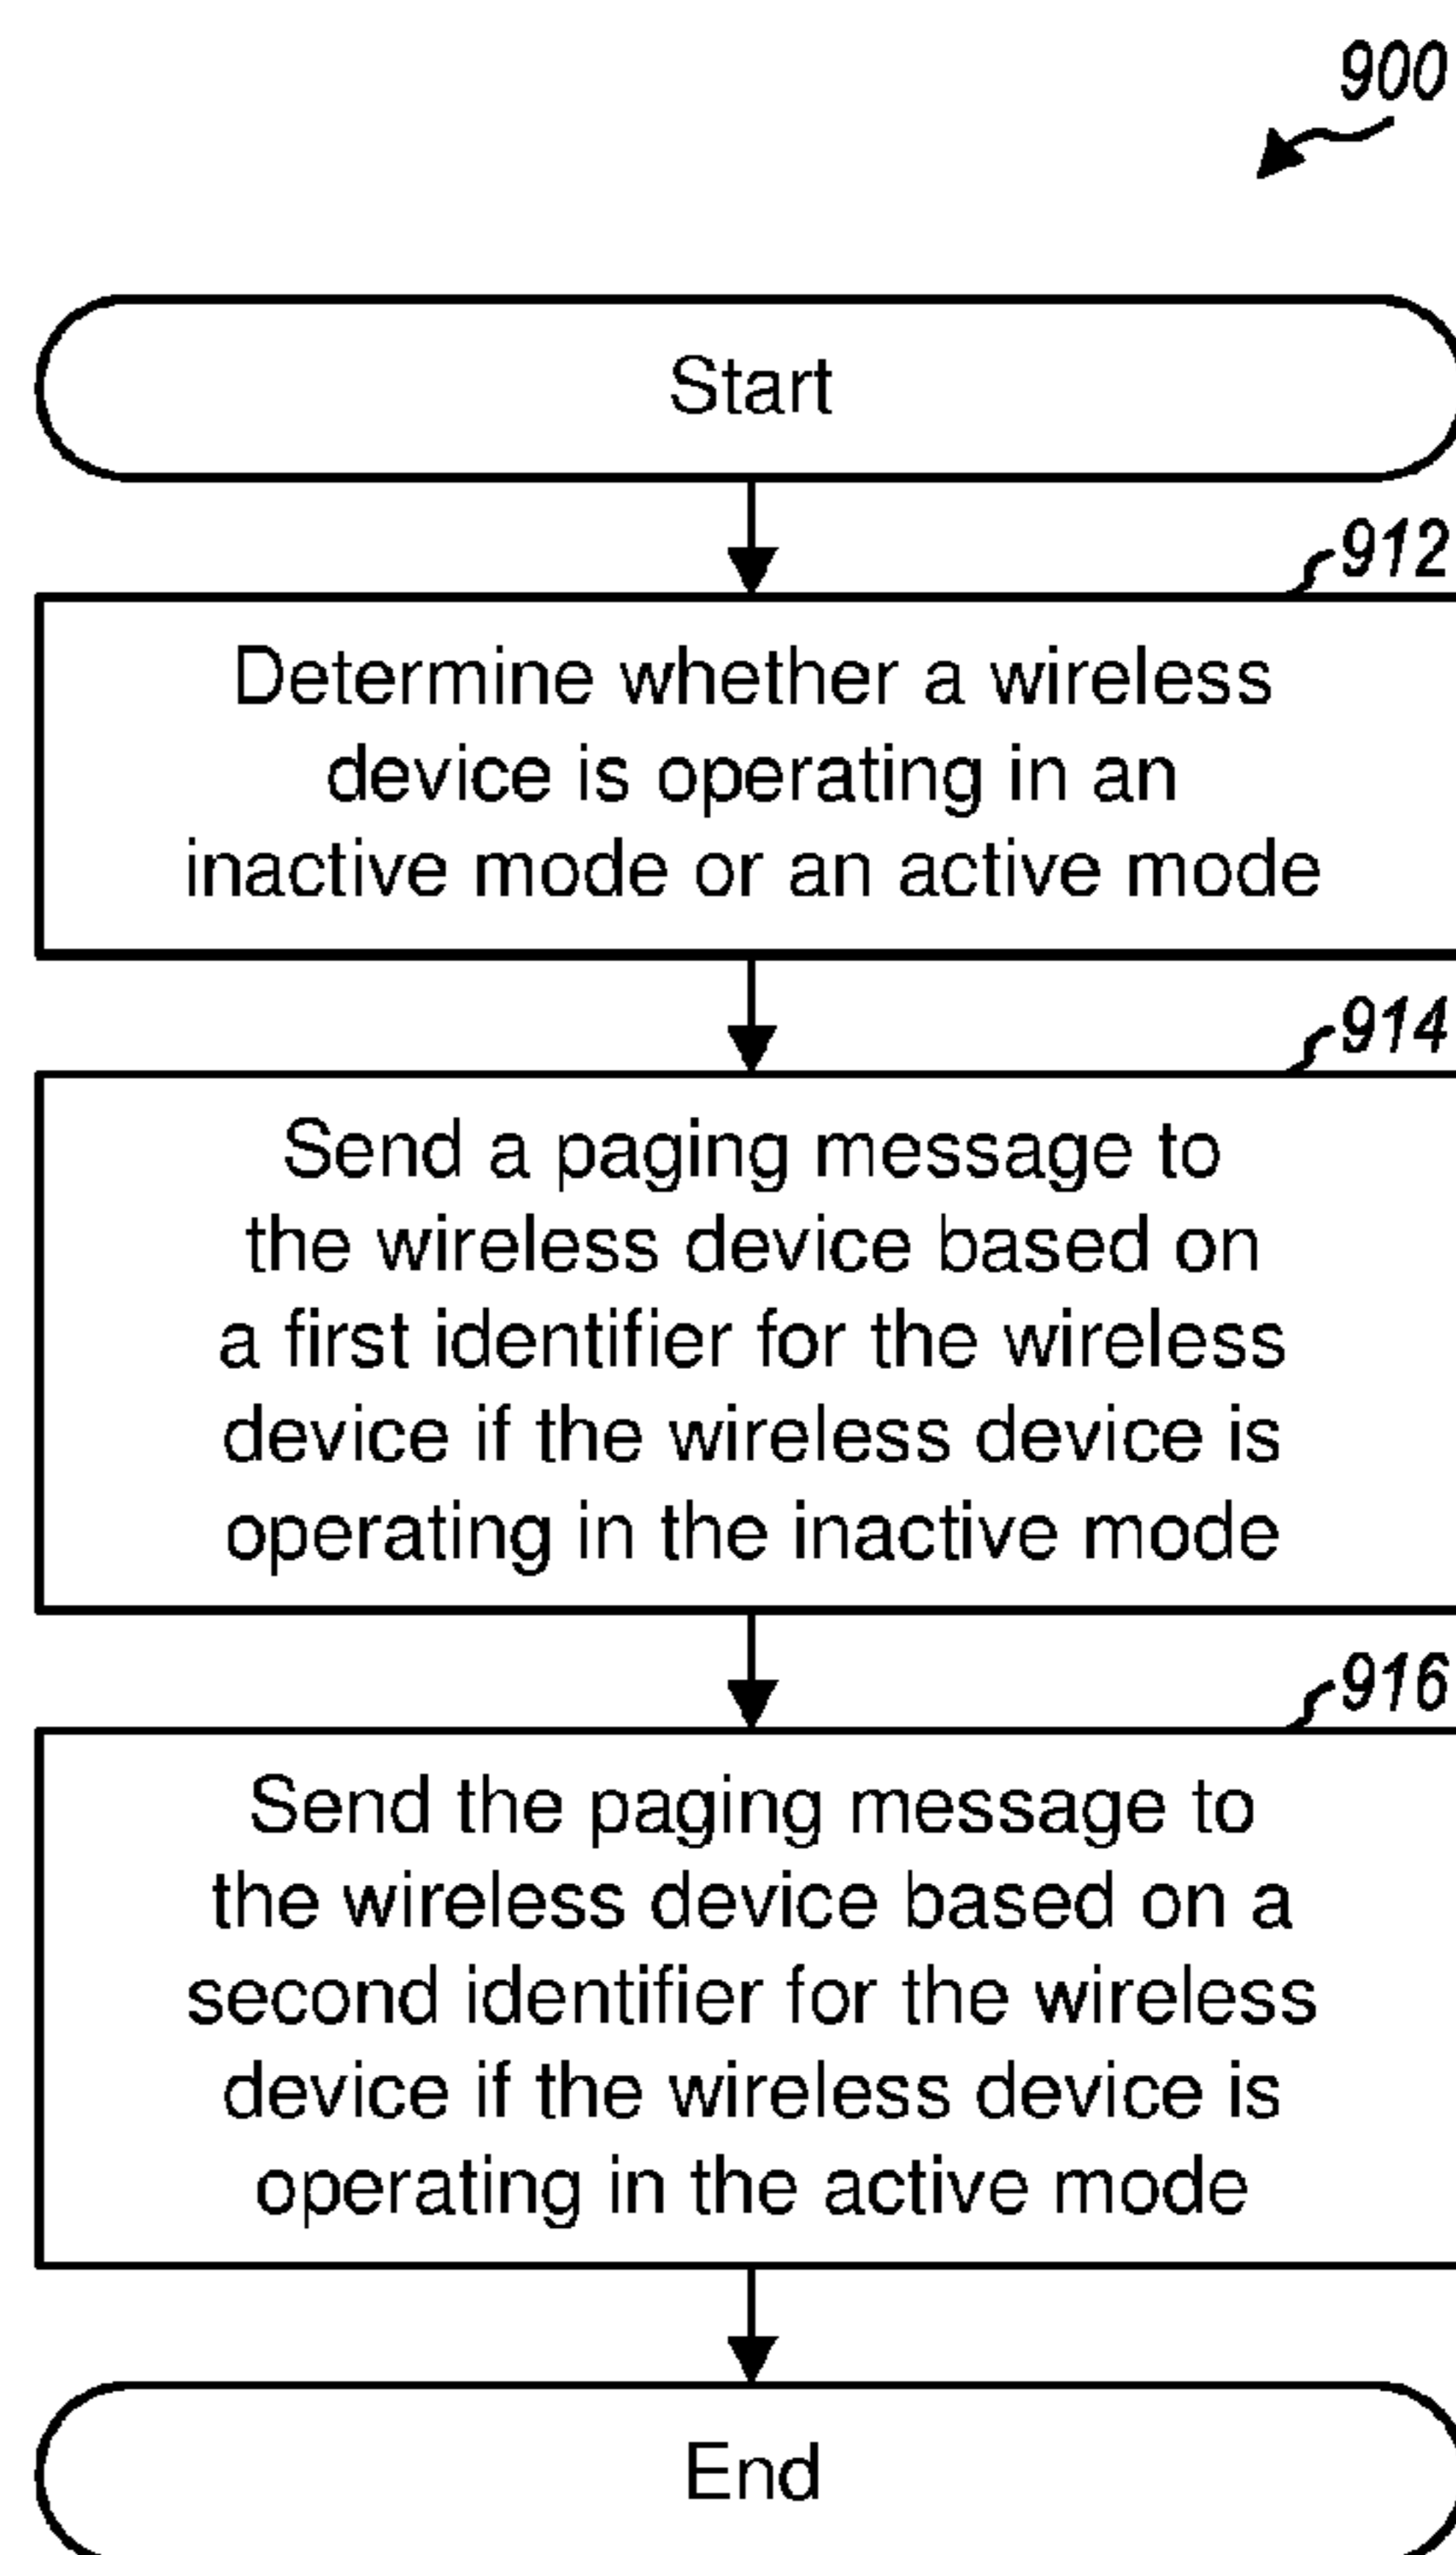 900
Start
912
Determine whether a wireless
device is operating in an
inactive mode or an active mode
914
Send a paging message to
the wireless device based on
a first identifier for the wireless
device if the wireless device is
operating in the inactive mode
916
Send the paging message to
the wireless device based on a
second identifier for the wireless
device if the wireless device is
operating in the active mode
End